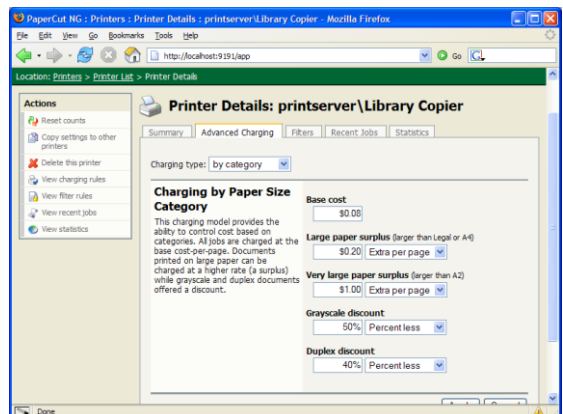 PaperCut NG : Printers : Printer Details : printserver\Library Copier - Mozilla Firefox
File Edit View Go Bookmarks Tools Help
http://localhost:9191/app
Go
Location: Printers > Printer List > Printer Details
Actions
Reset counts
Copy settings to other
printers
Delete this printer
View charging rules
View filter rules
View recent jobs
View statistics
Printer Details: printserver\Library Copier
Summary Advanced Charging Filters Recent Jobs Statistics
Charging type: by category
Charging by Paper Size
Category
This charging model provides the
ability to control cost based on
categories. All jobs are charged at the
base cost-per-page. Documents
printed on large paper can be
charged at a higher rate (a surplus)
while grayscale and duplex documents
offered a discount.
Base cost
$0.08
Large paper surplus (larger than Legal or A4)
$0.20 Extra per page
Very large paper surplus (larger than A2)
$1.00 Extra per page
Grayscale discount
50% Percent less
Duplex discount
40% Percent less
Done